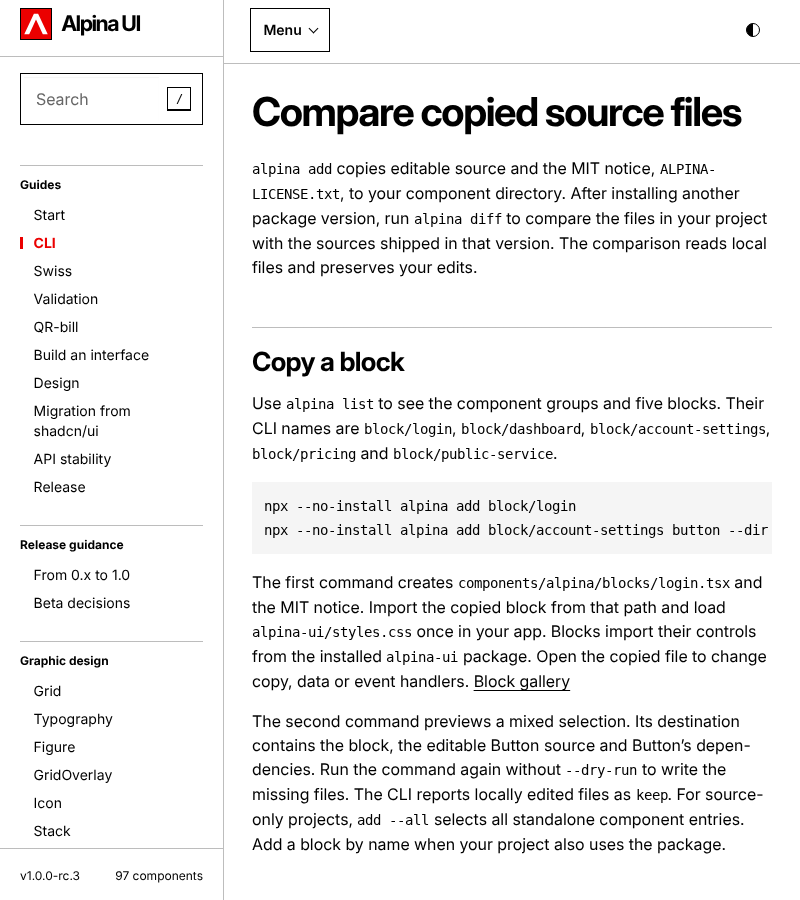 Alpina UI
Search
/
Guides
Start
CLI
Swiss
Validation
QR-bill
Build an interface
Design
Migration from
shadcn/ui
API stability
Release
Release guidance
From 0.x to 1.0
Beta decisions
Graphic design
Grid
Typography
Figure
GridOverlay
Icon
Stack
v1.0.0-rc.3
97 components
Menu
Compare copied source files
alpina add copies editable source and the MIT notice, ALPINA-
LICENSE.txt, to your component directory. After installing another
package version, run alpina diff to compare the files in your project
with the sources shipped in that version. The comparison reads local
files and preserves your edits.
Copy a block
Use alpina list to see the component groups and five blocks. Their
CLI names are block/login, block/dashboard, block/account-settings,
block/pricing and block/public-service.
npx --no-install alpina add block/login
npx --no-install alpina add block/account-settings button --dir
The first command creates components/alpina/blocks/login.tsx and
the MIT notice. Import the copied block from that path and load
alpina-ui/styles.css once in your app. Blocks import their controls
from the installed alpina-ui package. Open the copied file to change
copy, data or event handlers. Block gallery
The second command previews a mixed selection. Its destination
contains the block, the editable Button source and Button’s depen-
dencies. Run the command again without --dry-run to write the
missing files. The CLI reports locally edited files as keep. For source-
only projects, add --all selects all standalone component entries.
Add a block by name when your project also uses the package.